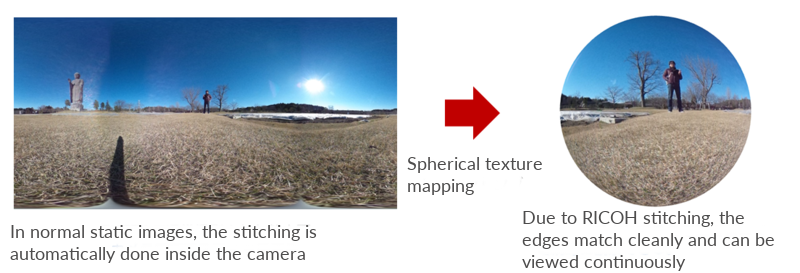 Spherical texture
mapping
In normal static images, the stitching is
automatically done inside the camera
Due to RICOH stitching, the
edges match cleanly and can be
viewed continuously